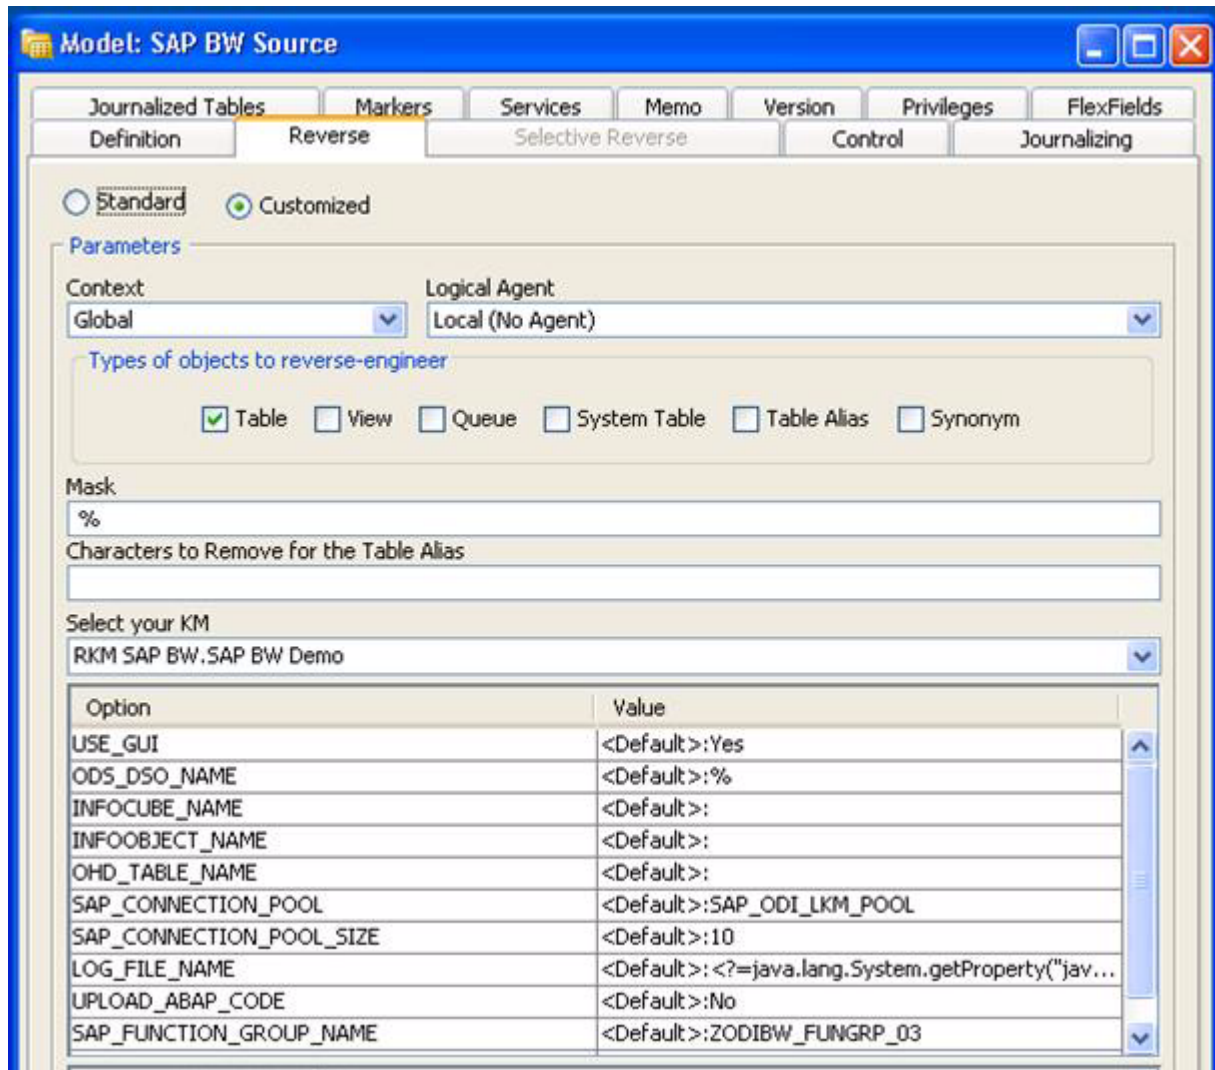 Model: SAP BW Source
Journalized Tables Markers Services Memo Version Privileges FlexFields
Definition Reverse Selective Reverse Control Journalizing
Standard Customized
Parameters
Context Logical Agent
Global Local (No Agent)
Types of objects to reverse-engineer
Table View Queue System Table Table Alias Synonym
Mask
%
Characters to Remove for the Table Alias
Select your KM
RKM SAP BW.SAP BW Demo
Option Value
USE_GUI <Default>:Yes
ODS_DSO_NAME <Default>:%
INFOCUBE_NAME <Default>:
INFOOBJECT_NAME <Default>:
OHD_TABLE_NAME <Default>:
SAP_CONNECTION_POOL <Default>:SAP_ODI_LKM_POOL
SAP_CONNECTION_POOL_SIZE <Default>:10
LOG_FILE_NAME <Default>:<?=java.lang.System.getProperty("jav...
UPLOAD_ABAP_CODE <Default>:No
SAP_FUNCTION_GROUP_NAME <Default>:ZODIBW_FUNGRP_03